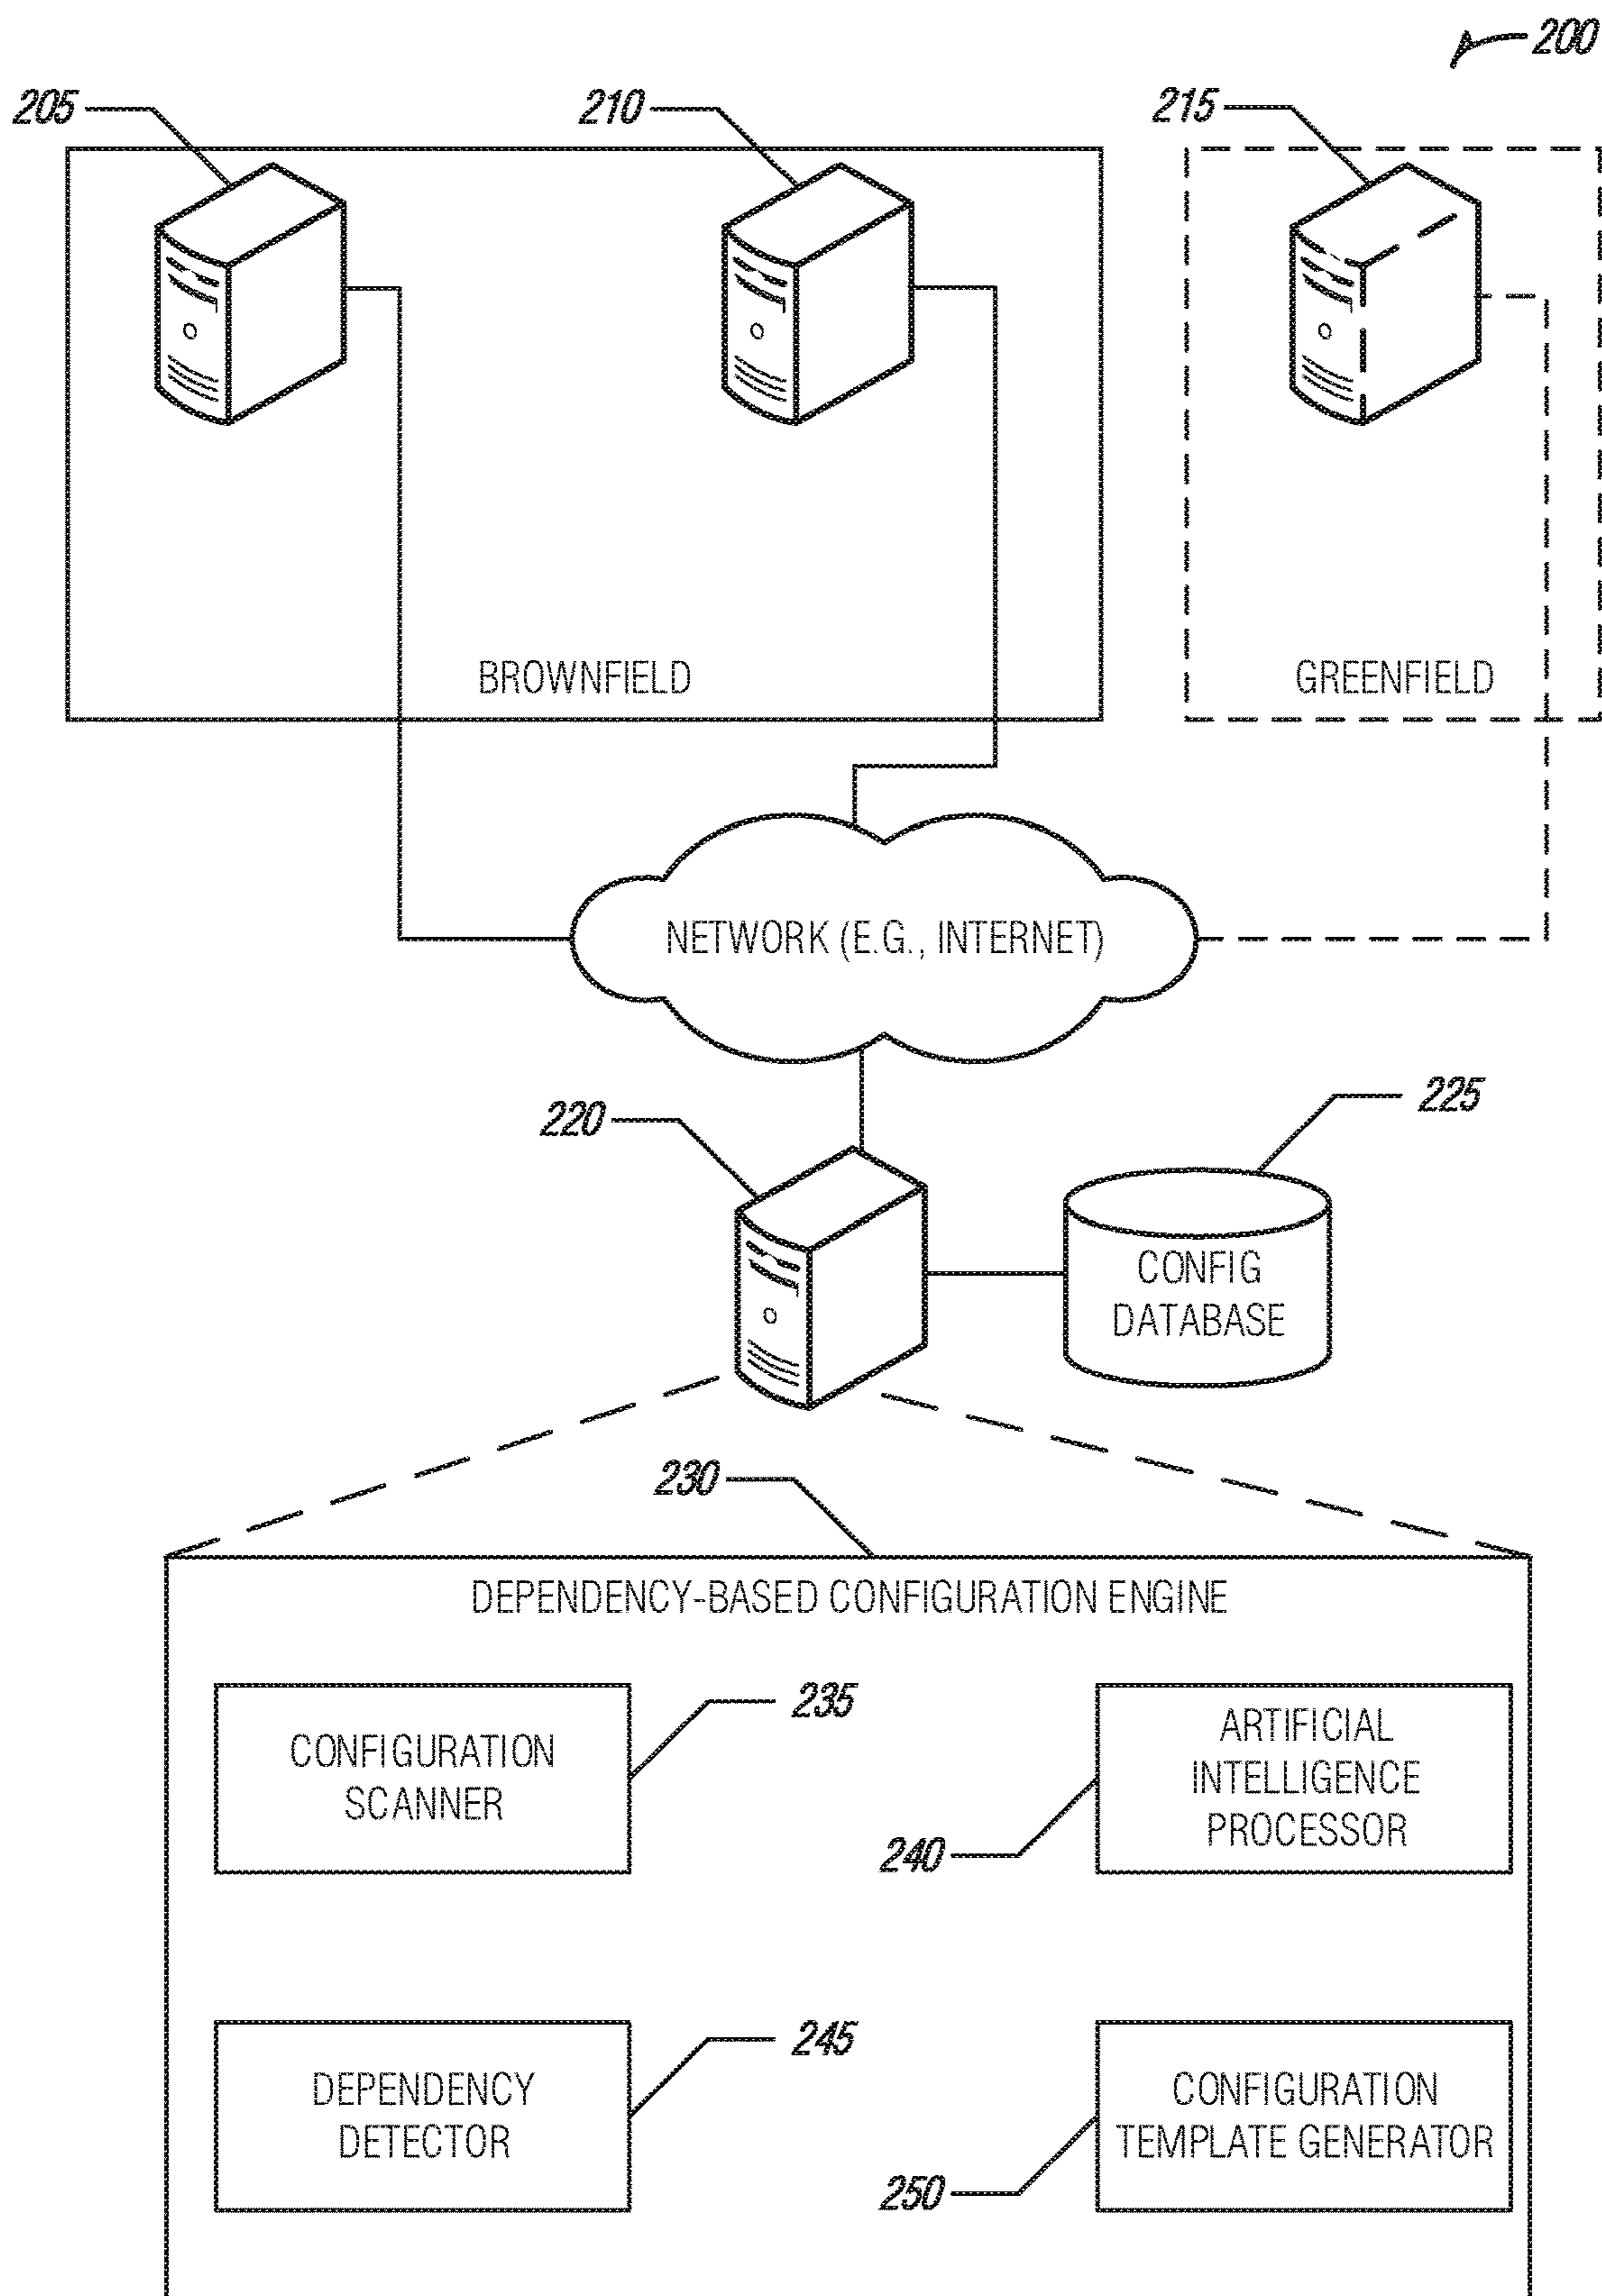 200
205
210
215
BROWNFIELD
GREENFIELD
NETWORK (E.G., INTERNET)
220
225
CONFIG
DATABASE
230
DEPENDENCY-BASED CONFIGURATION ENGINE
CONFIGURATION
SCANNER
235
ARTIFICIAL
INTELLIGENCE
PROCESSOR
240
DEPENDENCY
DETECTOR
245
CONFIGURATION
TEMPLATE GENERATOR
250